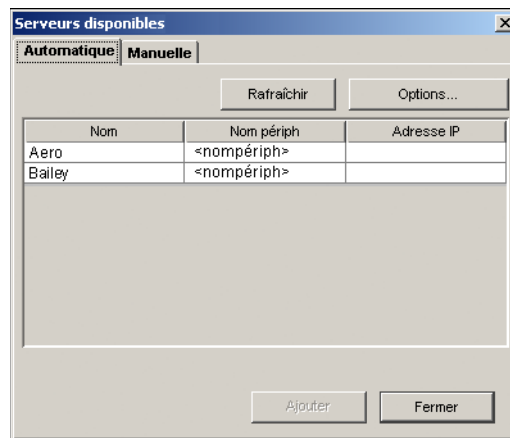 Serveurs disponibles
Automatique Manuelle
Rafraîchir Options...
Nom Nom périph Adresse IP
Aero <nompériph>
Bailey <nompériph>
Ajouter Fermer